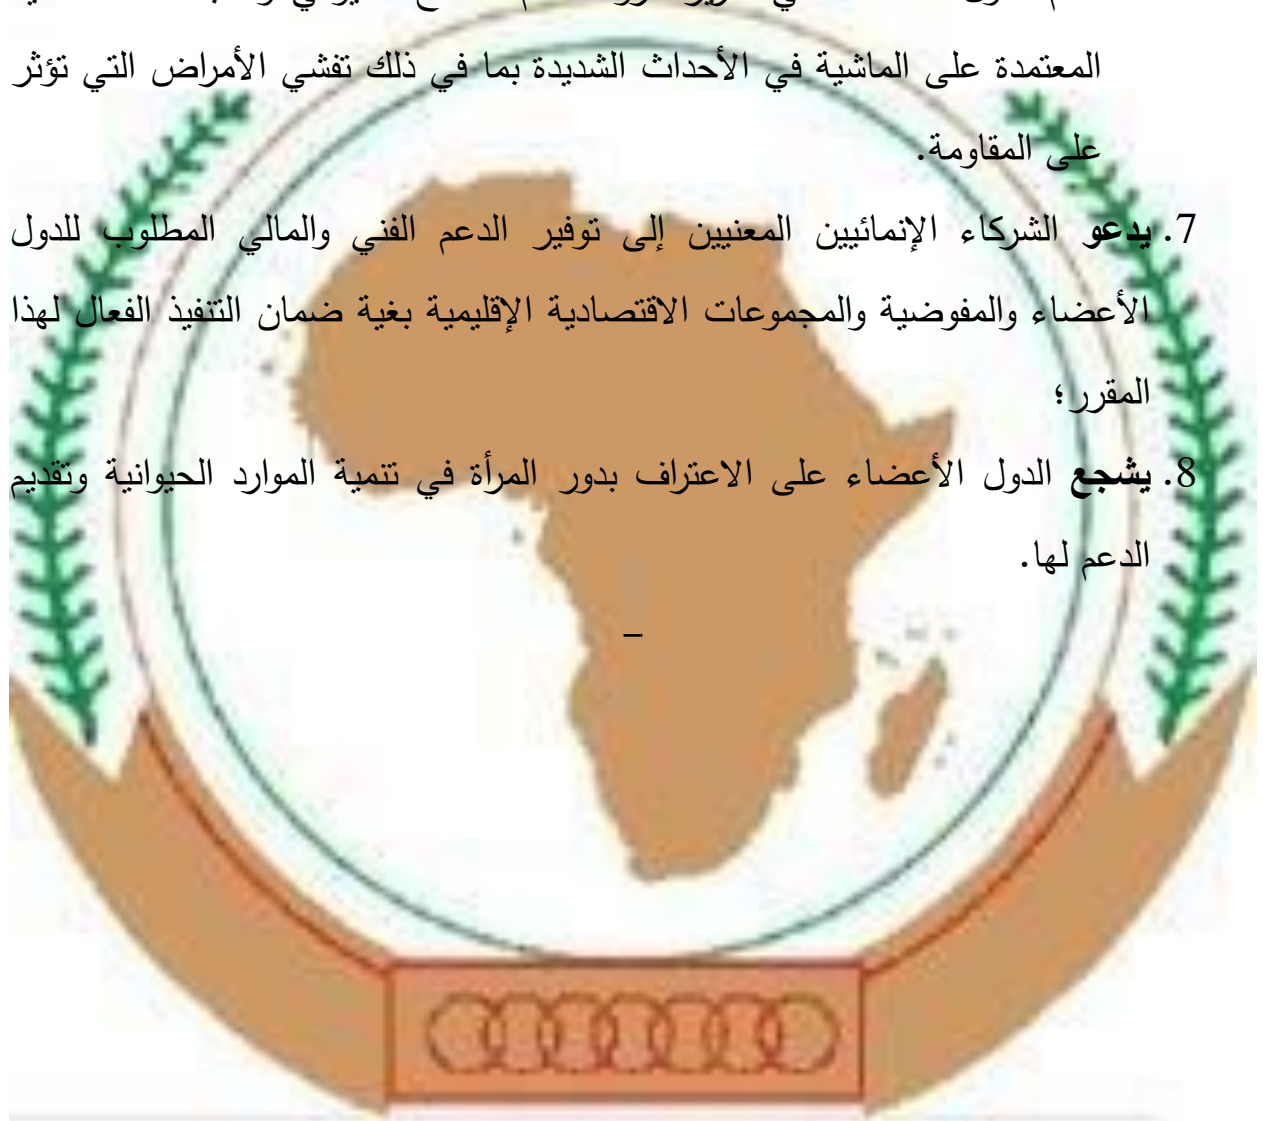 المعتمدة على الماشية في الأحداث الشديدة بما في ذلك تفشي الأمراض التي تؤثر
على المقاومة.
7. يدعو الشركاء الإنمائيين المعنيين إلى توفير الدعم الفني والمالي المطلوب للدول
الأعضاء والمفوضية والمجموعات الاقتصادية الإقليمية بغية ضمان التنفيذ الفعال لهذا
المقرر؛
8. يشجع الدول الأعضاء على الاعتراف بدور المرأة في تنمية الموارد الحيوانية وتقديم
الدعم لها.
–